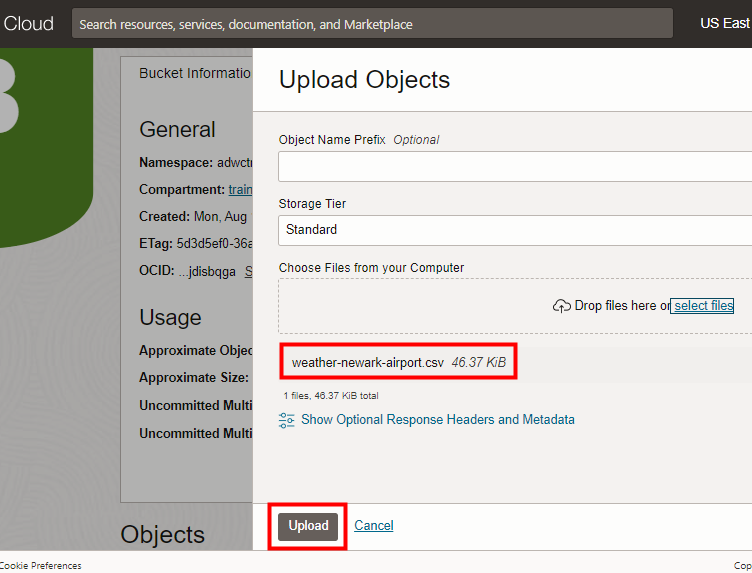 Cloud
Search resources, services, documentation, and Marketplace
US East
B
Bucket Informatio
General
Namespace: adwctr
Compartment: train
Created: Mon, Aug
ETag: 5d3d5ef0-36a
OCID: ...jdisbqga S
Usage
Approximate Objec
Approximate Size:
Uncommitted Multi
Uncommitted Multi
Objects
Upload Objects
Object Name Prefix Optional
Storage Tier
Standard
Choose Files from your Computer
Drop files here or select files
weather-newark-airport.csv 46.37 KiB
1 files, 46.37 KiB total
Show Optional Response Headers and Metadata
Upload Cancel
Cookie Preferences
Cop